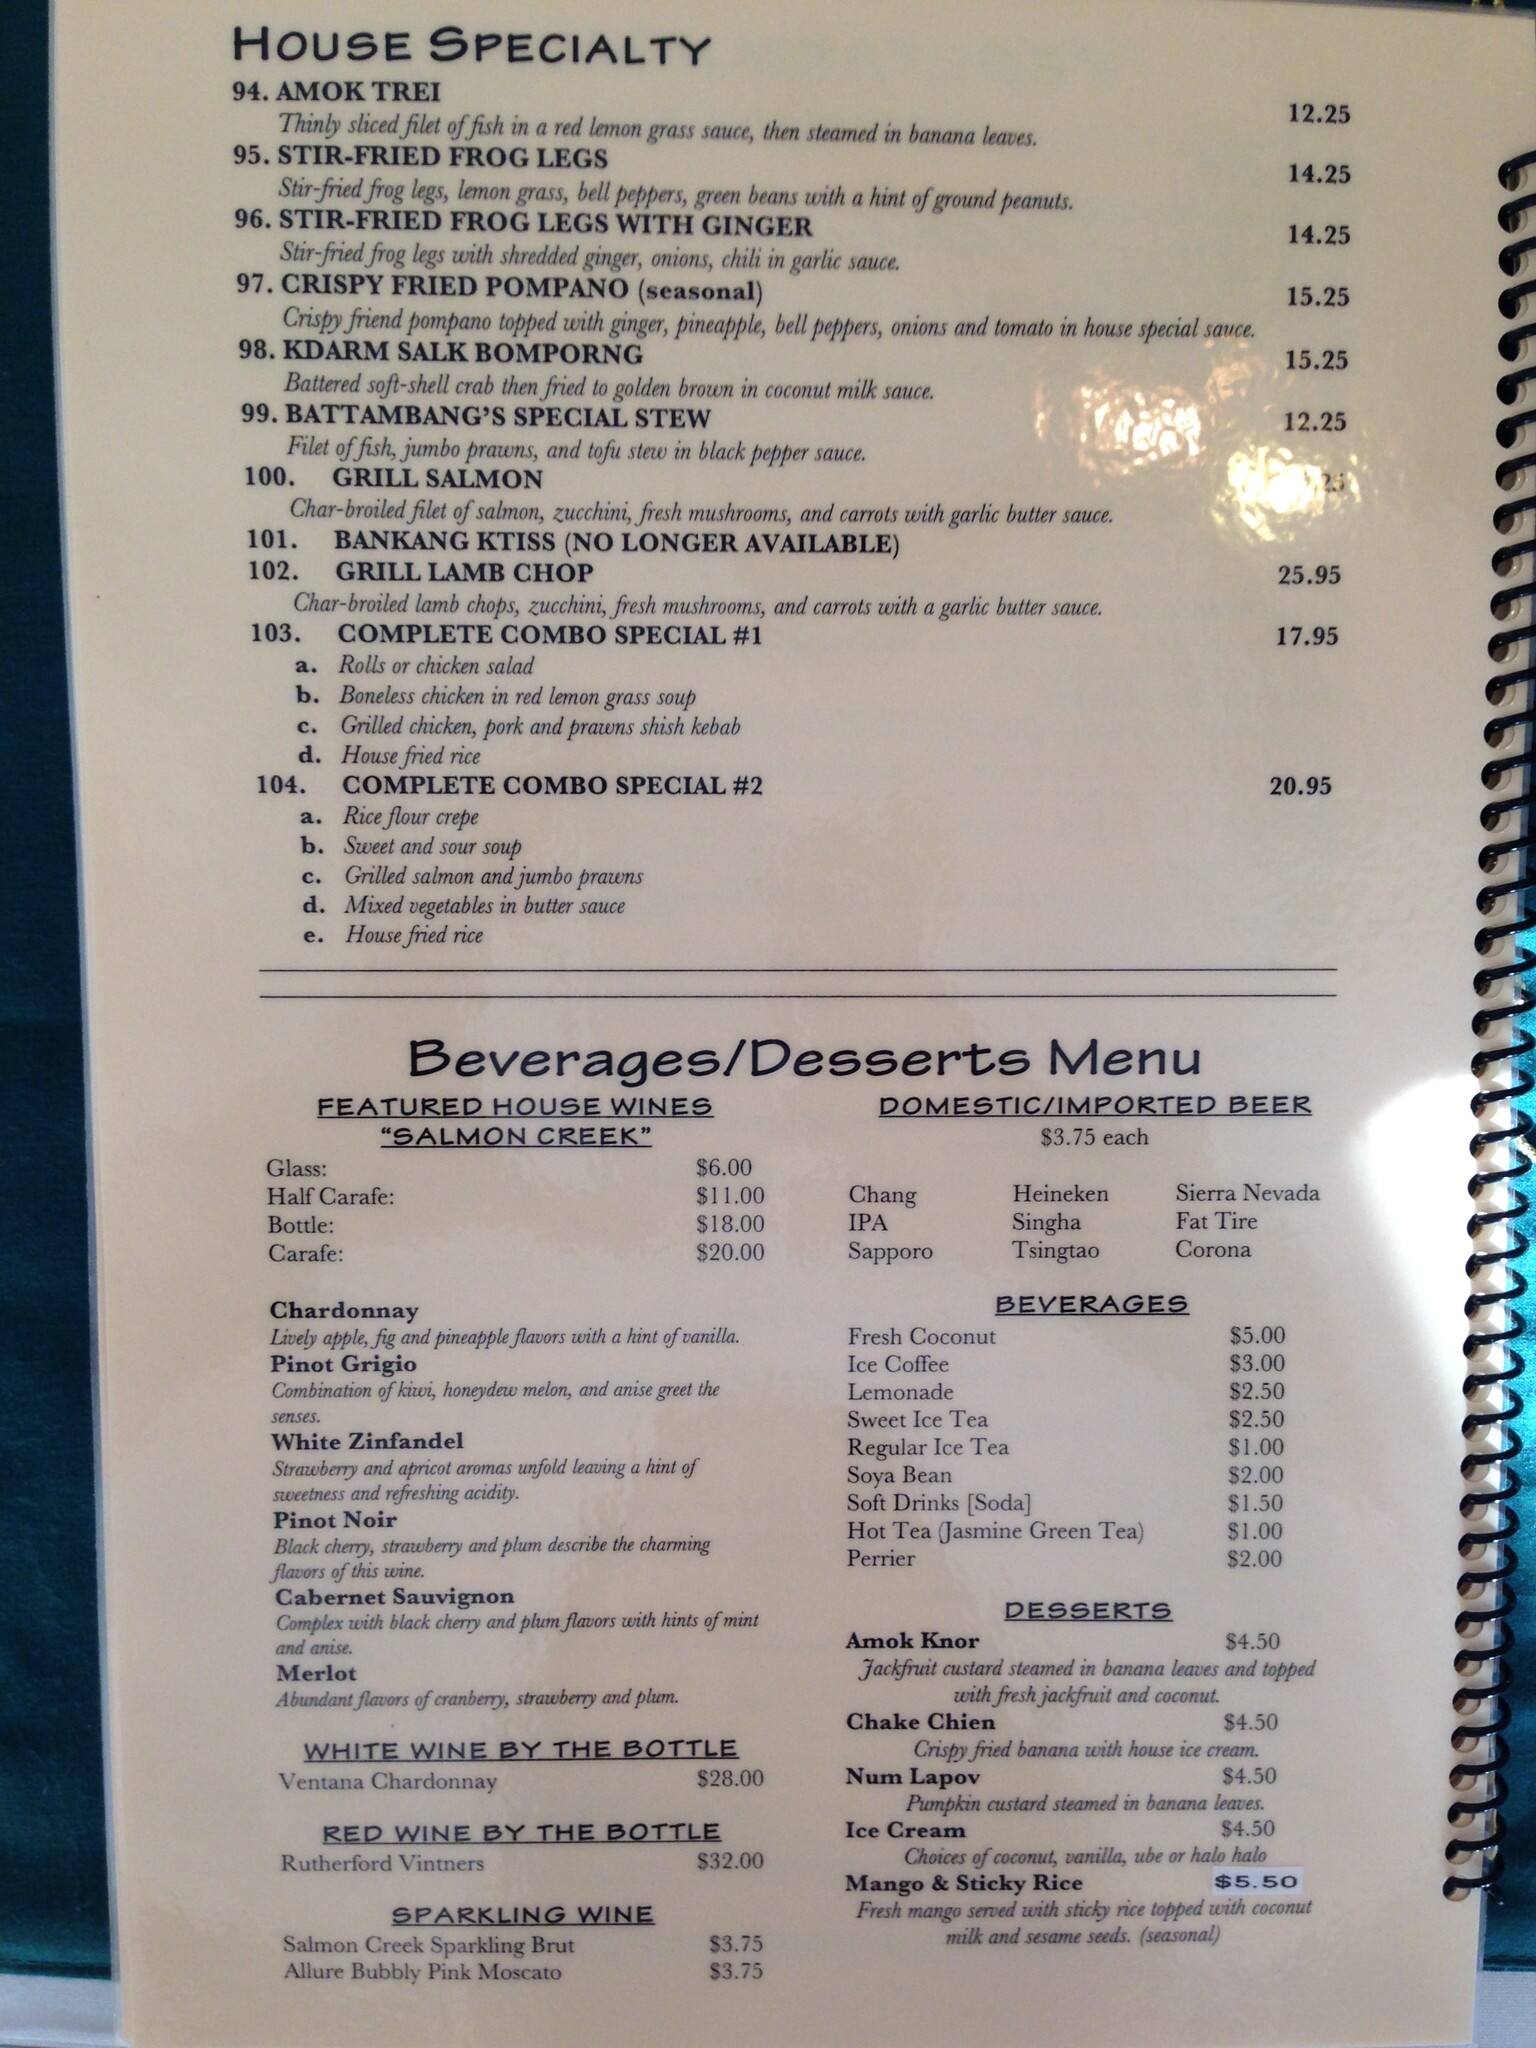 HOUSE SPECIALTY
94. AMOK TREI 12.25
Thinly sliced filet of fish in a red lemon grass sauce, then steamed in banana leaves.
95. STIR-FRIED FROG LEGS 14.25
Stir-fried frog legs, lemon grass, bell peppers, green beans with a hint of ground peanuts.
96. STIR-FRIED FROG LEGS WITH GINGER 14.25
Stir-fried frog legs with shredded ginger, onions, chili in garlic sauce.
97. CRISPY FRIED POMPANO (seasonal) 15.25
Crispy friend pompano topped with ginger, pineapple, bell peppers, onions and tomato in house special sauce.
98. KDARM SALK BOMPORNG 15.25
Battered soft-shell crab then fried to golden brown in coconut milk sauce.
99. BATTAMBANG'S SPECIAL STEW 12.25
Filet of fish, jumbo prawns, and tofu stew in black pepper sauce.
100. GRILL SALMON
Char-broiled filet of salmon, zucchini, fresh mushrooms, and carrots with garlic butter sauce.
101. BANKANG KTISS (NO LONGER AVAILABLE)
102. GRILL LAMB CHOP 25.95
Char-broiled lamb chops, zucchini, fresh mushrooms, and carrots with a garlic butter sauce.
103. COMPLETE COMBO SPECIAL #1 17.95
a. Rolls or chicken salad
b. Boneless chicken in red lemon grass soup
c. Grilled chicken, pork and prawns shish kebab
d. House fried rice
104. COMPLETE COMBO SPECIAL #2 20.95
a. Rice flour crepe
b. Sweet and sour soup
c. Grilled salmon and jumbo prawns
d. Mixed vegetables in butter sauce
e. House fried rice
Beverages/Desserts Menu
FEATURED HOUSE WINES
"SALMON CREEK"
Glass: $6.00
Half Carafe: $11.00
Bottle: $18.00
Carafe: $20.00
Chardonnay
Lively apple, fig and pineapple flavors with a hint of vanilla.
Pinot Grigio
Combination of kiwi, honeydew melon, and anise greet the
senses.
White Zinfandel
Strawberry and apricot aromas unfold leaving a hint of
sweetness and refreshing acidity.
Pinot Noir
Black cherry, strawberry and plum describe the charming
flavors of this wine.
Cabernet Sauvignon
Complex with black cherry and plum flavors with hints of mint
and anise.
Merlot
Abundant flavors of cranberry, strawberry and plum.
WHITE WINE BY THE BOTTLE
Ventana Chardonnay $28.00
RED WINE BY THE BOTTLE
Rutherford Vintners $32.00
SPARKLING WINE
Salmon Creek Sparkling Brut $3.75
Allure Bubbly Pink Moscato $3.75
DOMESTIC/IMPORTED BEER
$3.75 each
Chang Heineken Sierra Nevada
IPA Singha Fat Tire
Sapporo Tsingtao Corona
BEVERAGES
Fresh Coconut $5.00
Ice Coffee $3.00
Lemonade $2.50
Sweet Ice Tea $2.50
Regular Ice Tea $1.00
Soya Bean $2.00
Soft Drinks [Soda] $1.50
Hot Tea (Jasmine Green Tea) $1.00
Perrier $2.00
DESSERTS
Amok Knor $4.50
Jackfruit custard steamed in banana leaves and topped
with fresh jackfruit and coconut.
Chake Chien $4.50
Crispy fried banana with house ice cream.
Num Lapov $4.50
Pumpkin custard steamed in banana leaves.
Ice Cream $4.50
Choices of coconut, vanilla, ube or halo halo
Mango & Sticky Rice $5.50
Fresh mango served with sticky rice topped with coconut
milk and sesame seeds. (seasonal)